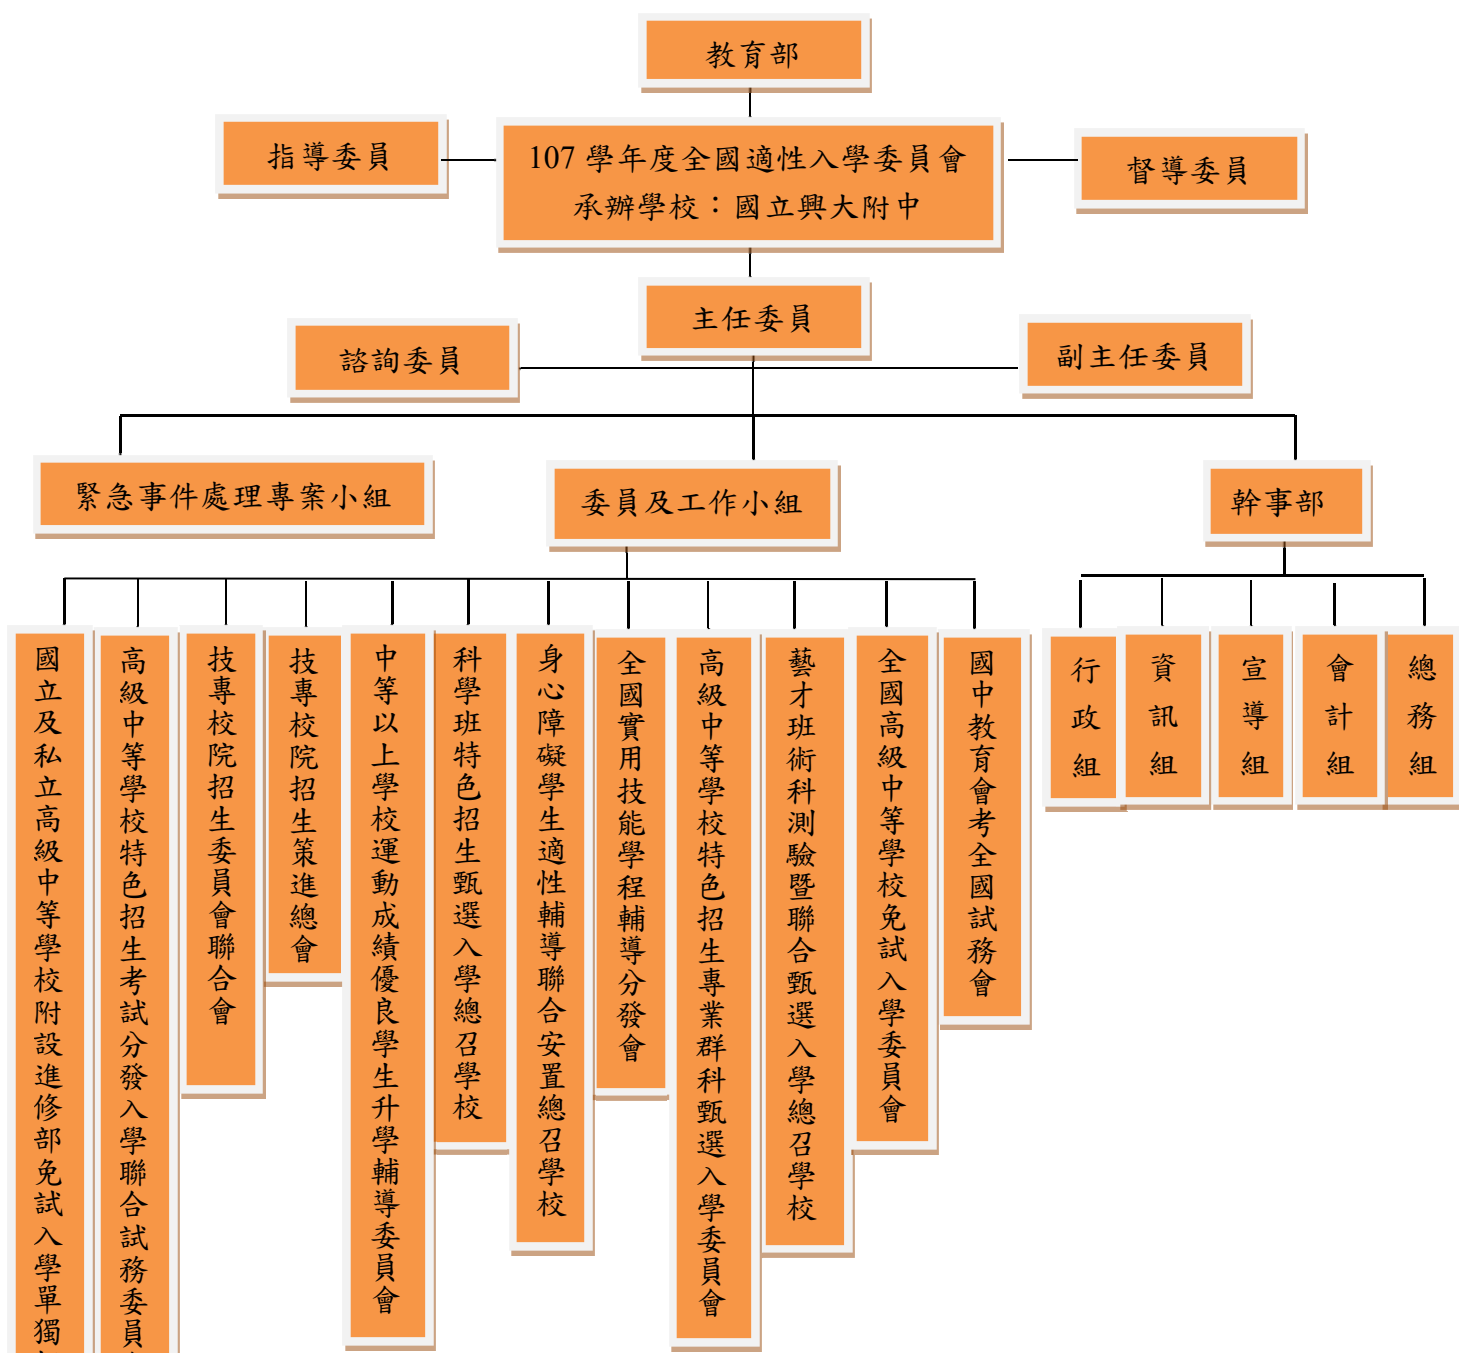 教育部
指導委員
107 學年度全國適性入學委員會
承辦學校：國立興大附中
督導委員
主任委員
諮詢委員
副主任委員
緊急事件處理專案小組
委員及工作小組
幹事部
國立及私立高級中等學校附設進修部免試入學單獨
高級中等學校特色招生考試分發入學聯合試務委員
技專校院招生委員會聯合會
技專校院招生策進總會
中等以上學校運動成績優良學生升學輔導委員會
科學班特色招生甄選入學總召學校
身心障礙學生適性輔導聯合安置總召學校
全國實用技能學程輔導分發會
高級中等學校特色招生專業群科甄選入學委員會
藝才班術科測驗暨聯合甄選入學總召學校
全國高級中等學校免試入學委員會
國中教育會考全國試務會
行政組
資訊組
宣導組
會計組
總務組